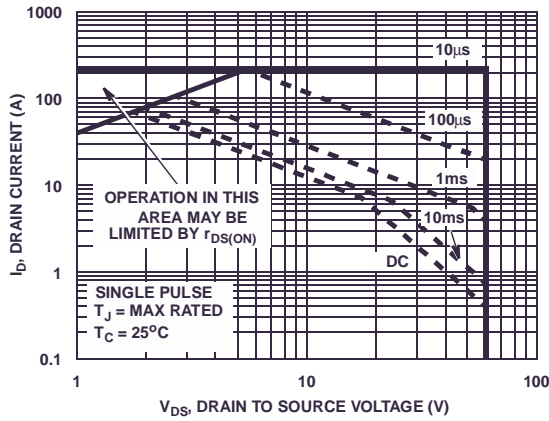 1000
10μs
100
100μs
1ms
10
OPERATION IN THIS
AREA MAY BE
LIMITED BY rDS(ON)
10ms
DC
1
SINGLE PULSE
TJ = MAX RATED
TC = 25°C
0.1
1
10
100
ID, DRAIN CURRENT (A)
VDS, DRAIN TO SOURCE VOLTAGE (V)